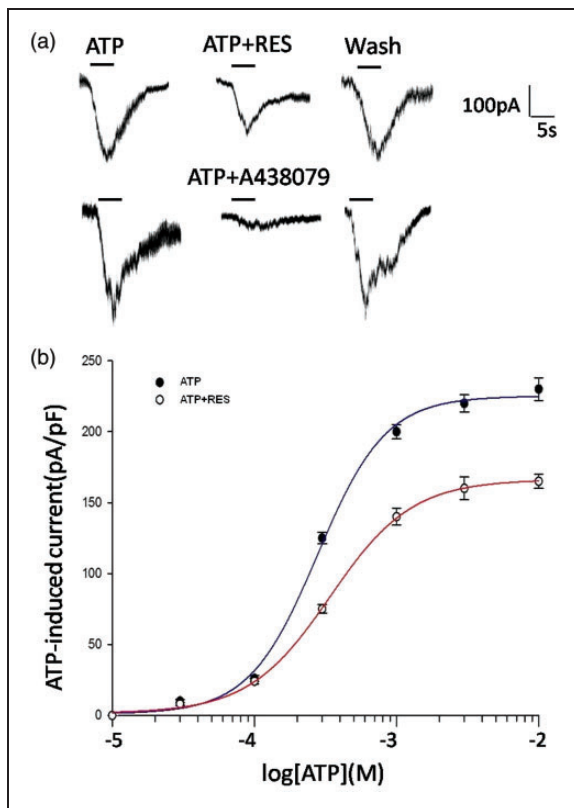 (a)
ATP ATP+RES Wash
100pA
5s
ATP+A438079
(b)
250
200
150
100
50
0
ATP
ATP+RES
ATP-induced current(pA/pF)
-5 -4 -3 -2
log[ATP](M)